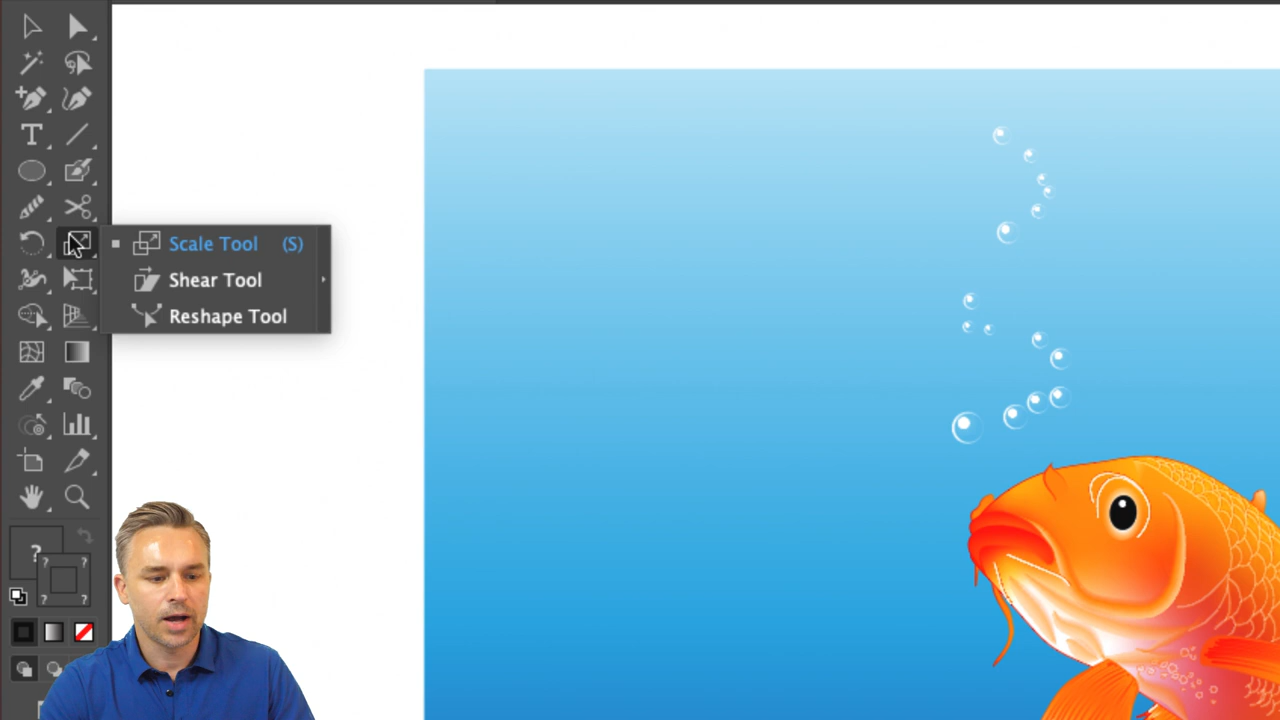 Scale Tool (S)
Shear Tool
Reshape Tool
?
? ?
? ?